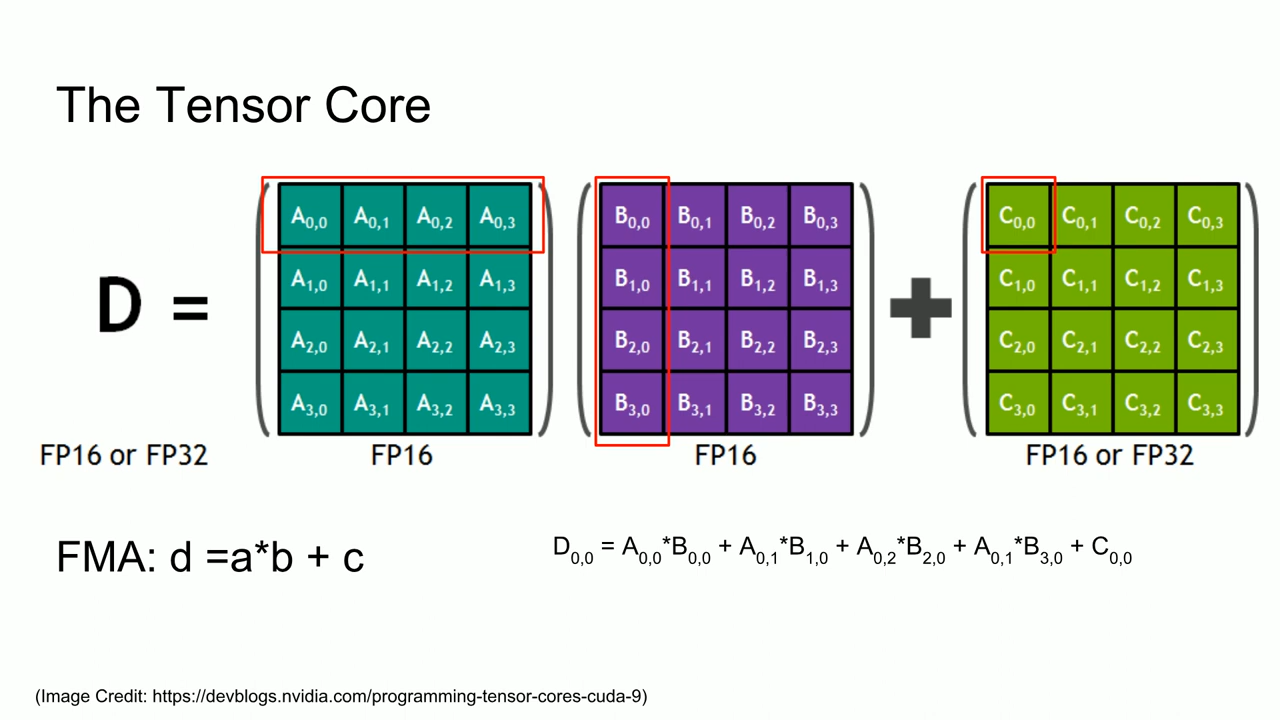 The Tensor Core
A0,0 A0,1 A0,2 A0,3 B0,0 B0,1 B0,2 B0,3 C0,0 C0,1 C0,2 C0,3
A1,0 A1,1 A1,2 A1,3 B1,0 B1,1 B1,2 B1,3 C1,0 C1,1 C1,2 C1,3
D =
A2,0 A2,1 A2,2 A2,3 B2,0 B2,1 B2,2 B2,3 C2,0 C2,1 C2,2 C2,3
A3,0 A3,1 A3,2 A3,3 B3,0 B3,1 B3,2 B3,3 C3,0 C3,1 C3,2 C3,3
FP16 or FP32 FP16 FP16 FP16 or FP32
FMA: d =a*b + c
D0,0 = A0,0*B0,0 + A0,1*B1,0 + A0,2*B2,0 + A0,1*B3,0 + C0,0
(Image Credit: https://devblogs.nvidia.com/programming-tensor-cores-cuda-9)